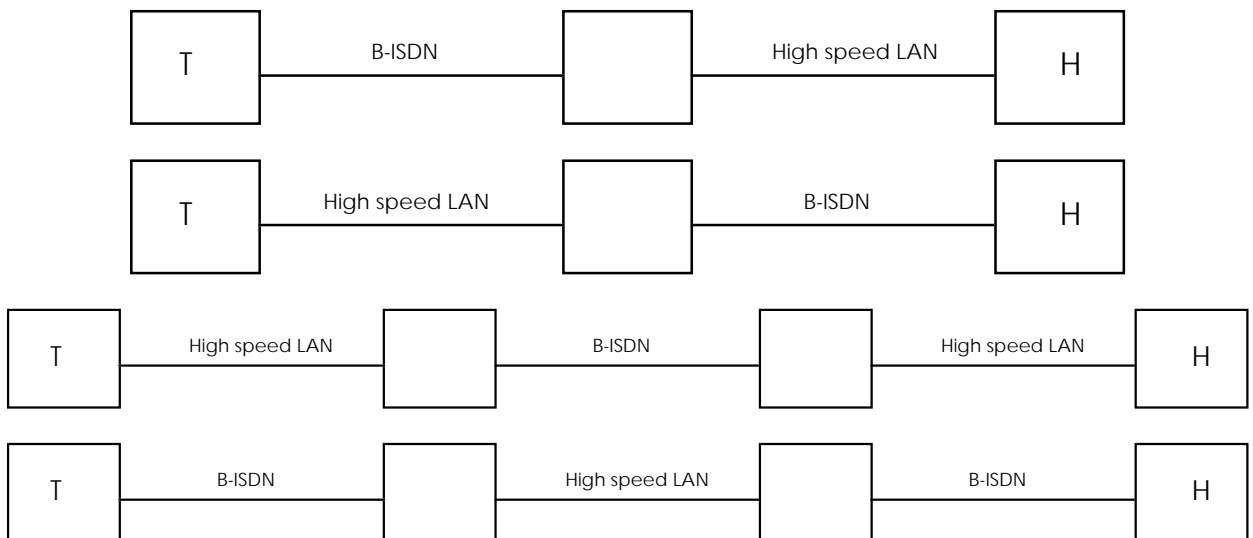 T B-ISDN High speed LAN H
T High speed LAN B-ISDN H
T High speed LAN B-ISDN High speed LAN H
T B-ISDN High speed LAN B-ISDN H